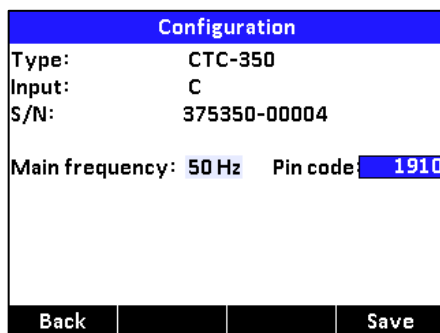 Configuration
Type: CTC-350
Input: C
S/N: 375350-00004
Main frequency: 50 Hz Pin code: 1910
Back Save